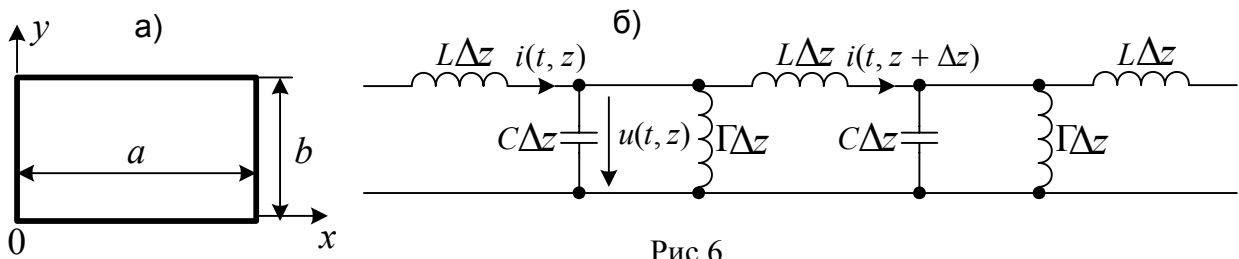 а)
y
a
b
0
x
б)
LΔz
i(t, z)
LΔz
i(t, z + Δz)
LΔz
CΔz
u(t, z)
ΓΔz
CΔz
ΓΔz
Рис 6